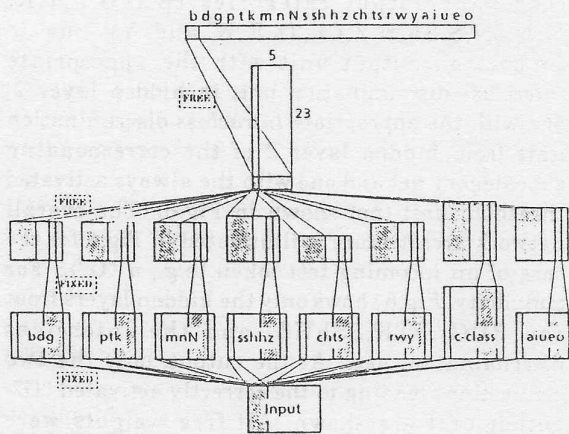 bdgptkmnNsshhzchtsrwyaiueo
5
FREE
23
FREE
FIXED
bdg ptk mnN sshhz chts rwy c-class aiueo
FIXED
Input